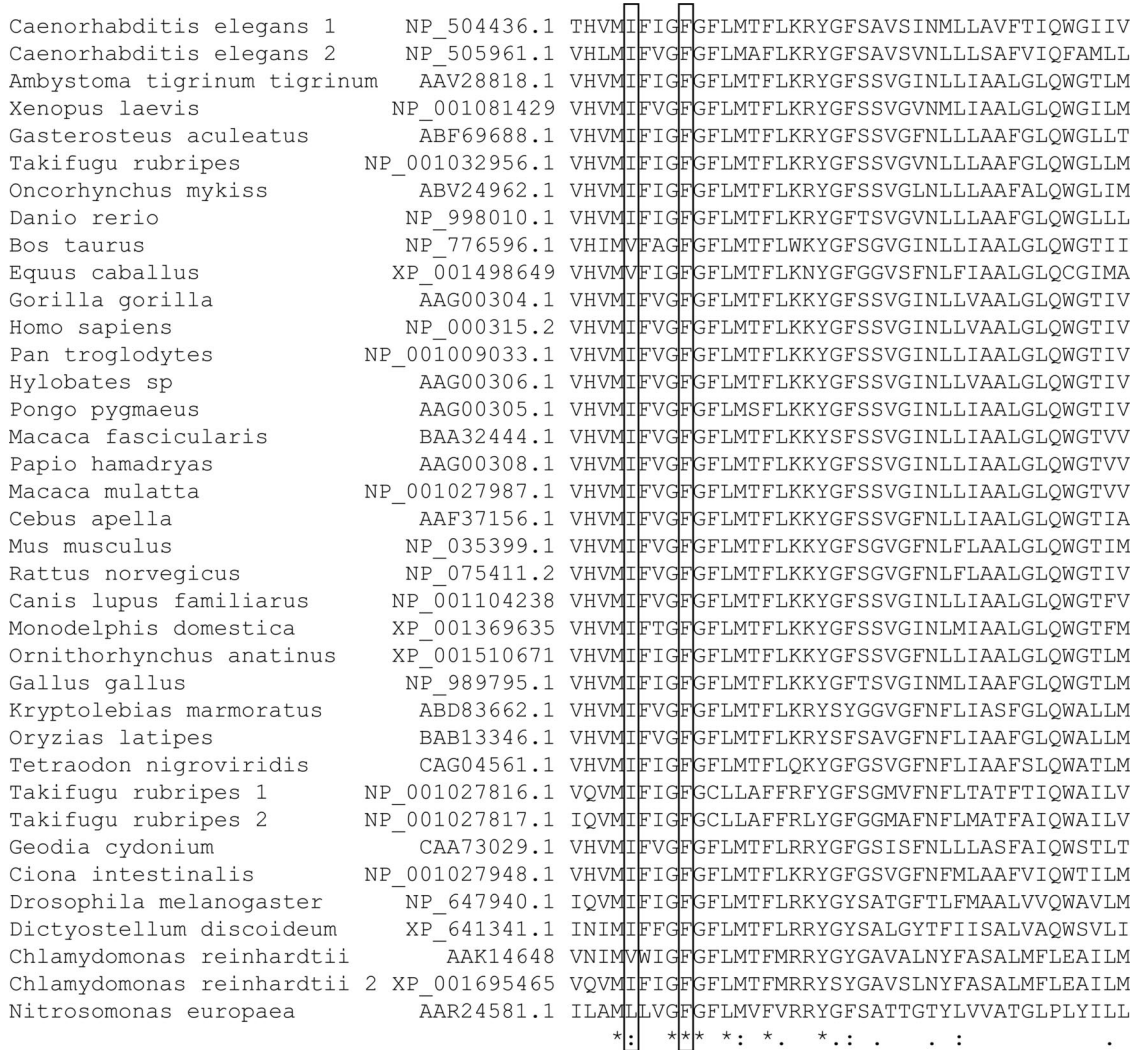 Caenorhabditis elegans 1 NP_504436.1 THVMIFIGFGFLMTFLKRYGFSAVSINMLLAVFTIQWGIIV
Caenorhabditis elegans 2 NP_505961.1 VHLMIFVGFGFLMAFLKRYGFSAVSVNLLLSAFVIQFAMLL
Ambystoma tigrinum tigrinum AAV28818.1 VHVMIFIGFGFLMTFLKRYGFSSVGVNMLIAALGLQWGTLM
Xenopus laevis NP_001081429 VHVMIFVGFGFLMTFLKRYGFSSVGVNMLIAALGLQWGILM
Gasterosteus aculeatus ABF69688.1 VHVMIFIGFGFLMTFLKRYGFSSVGFNLLLAAFGLQWGLLT
Takifugu rubripes NP_001032956.1 VHVMIFIGFGFLMTFLKRYGFSSVGVNLLLAAFGLQWGLLM
Oncorhynchus mykiss ABV24962.1 VHVMIFIGFGFLMTFLKRYGFSSVGLNLLLAAFALQWGLIM
Danio rerio NP_998010.1 VHVMIFIGFGFLMTFLKRYGFTSVGVNLLLAAFGLQWGLLL
Bos taurus NP_776596.1 VHIMVFAGFGFLMTFLWKYGFSGVGINLLIAALGLQWGTII
Equus caballus XP_001498649 VHVMVFIGFGFLMTFLKNYGFGGVSFNLFIAALGLQCGIMA
Gorilla gorilla AAG00304.1 VHVMIFVGFGFLMTFLKKYGFSSVGINLLVAALGLQWGTIV
Homo sapiens NP_000315.2 VHVMIFVGFGFLMTFLKKYGFSSVGINLLVAALGLQWGTIV
Pan troglodytes NP_001009033.1 VHVMIFVGFGFLMTFLKKYGFSSVGINLLIAALGLQWGTIV
Hylobates sp AAG00306.1 VHVMIFVGFGFLMTFLKKYGFSSVGINLLVAALGLQWGTIV
Pongo pygmaeus AAG00305.1 VHVMIFVGFGFLMSFLKKYGFSSVGINLLIAALGLQWGTIV
Macaca fascicularis BAA32444.1 VHVMIFVGFGFLMTFLKKYSFSSVGINLLIAALGLQWGTVV
Papio hamadryas AAG00308.1 VHVMIFVGFGFLMTFLKKYGFSSVGINLLIAALGLQWGTVV
Macaca mulatta NP_001027987.1 VHVMIFVGFGFLMTFLKKYGFSSVGINLLIAALGLQWGTVV
Cebus apella AAF37156.1 VHVMIFVGFGFLMTFLKKYGFSSVGFNLLIAALGLQWGTIA
Mus musculus NP_035399.1 VHVMIFVGFGFLMTFLKKYGFSGVGFNLFLAALGLQWGTIM
Rattus norvegicus NP_075411.2 VHVMIFVGFGFLMTFLKKYGFSGVGFNLFLAALGLQWGTIV
Canis lupus familiarus NP_001104238 VHVMIFVGFGFLMTFLKKYGFSSVGINLLIAALGLQWGTFV
Monodelphis domestica XP_001369635 VHVMIFTGFGFLMTFLKKYGFSSVGINLMIAALGLQWGTFM
Ornithorhynchus anatinus XP_001510671 VHVMIFIGFGFLMTFLKKYGFSSVGFNLLIAALGLQWGTLM
Gallus gallus NP_989795.1 VHVMIFIGFGFLMTFLKKYGFTSVGINMLIAAFGLQWGTLM
Kryptolebias marmoratus ABD83662.1 VHVMIFVGFGFLMTFLKRYSYGGVGFNFLIASFGLQWALLM
Oryzias latipes BAB13346.1 VHVMIFVGFGFLMTFLKRYSFSAVGFNFLIAAFGLQWALLM
Tetraodon nigroviridis CAG04561.1 VHVMIFIGFGFLMTFLQKYGFGSVGFNFLIAAFSLQWATLM
Takifugu rubripes 1 NP_001027816.1 VQVMIFIGFGCLLAFFRFYGFSGMVFNFLTATFTIQWAILV
Takifugu rubripes 2 NP_001027817.1 IQVMIFIGFGCLLAFFRLYGFGGMAFNFLMATFAIQWAILV
Geodia cydonium CAA73029.1 VHVMIFIGFGFLMTFLRRYGFGSISFNLLLASFAIQWSTLT
Ciona intestinalis NP_001027948.1 VHVMIFIGFGFLMTFLKRYGFGSVGFNFMLAAFVIQWTILM
Drosophila melanogaster NP_647940.1 IQVMIFIGFGFLMTFLRKYGYSATGFTLFMAALVVQWAVLM
Dictyostellum discoideum XP_641341.1 INIMIFFGFGFLMTFLRRYGYSALGYTFIISALVAQWSVLI
Chlamydomonas reinhardtii AAK14648 VNIMVWIGFGFLMTFMRRYGYGAVALNYFASALMFLEAILM
Chlamydomonas reinhardtii 2 XP_001695465 VQVMIFIGFGFLMTFMRRYSYGAVALNYFASALMFLEAILM
Nitrosomonas europaea AAR24581.1 ILAMLLVGFGFLMVFVRRYGFSATTGTYLVVATGLPLYILL
*: *** *: *. *.: . . : .